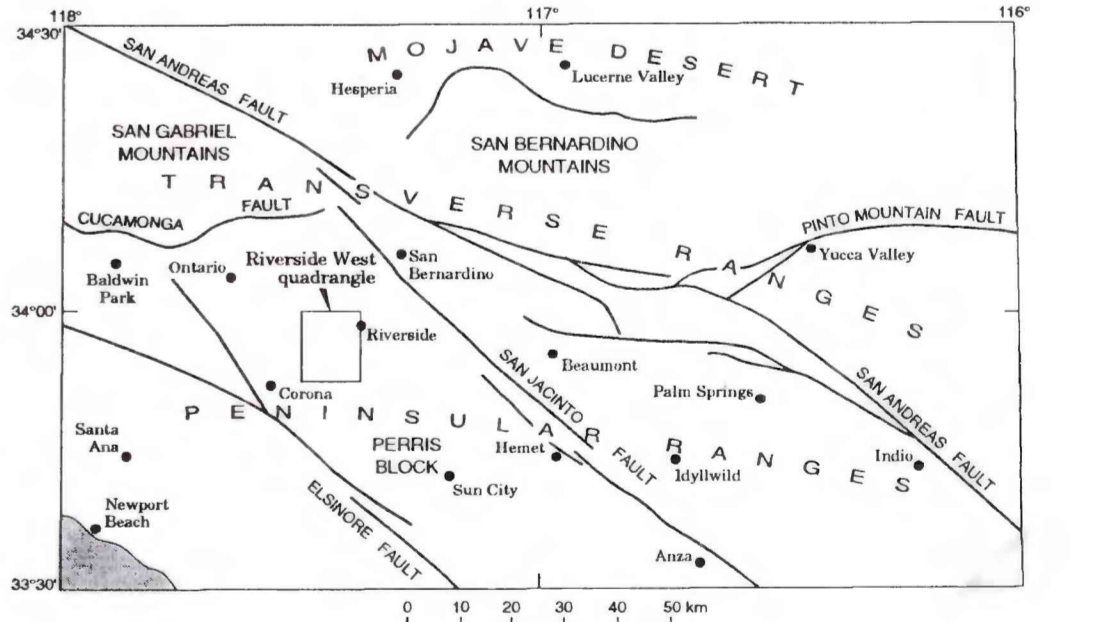 118° 117° 116°
34°30'
MOJAVE DESERT
SAN ANDREAS FAULT
Hesperia
Lucerne Valley
SAN GABRIEL
MOUNTAINS
SAN BERNARDINO
MOUNTAINS
TRANSVERSE RANGES
CUCAMONGA FAULT
PINTO MOUNTAIN FAULT
Yucca Valley
Baldwin
Park
Ontario
Riverside West
quadrangle
San
Bernardino
34°00'
Riverside
Beaumont
SAN JACINTO FAULT
Palm Springs
SAN ANDREAS FAULT
Corona
PENINSULAR RANGES
Santa
Ana
PERRIS
BLOCK
Hemet
Idyllwild
Indio
Sun City
Newport
Beach
ELSINORE FAULT
Anza
33°30'
0 10 20 30 40 50 km